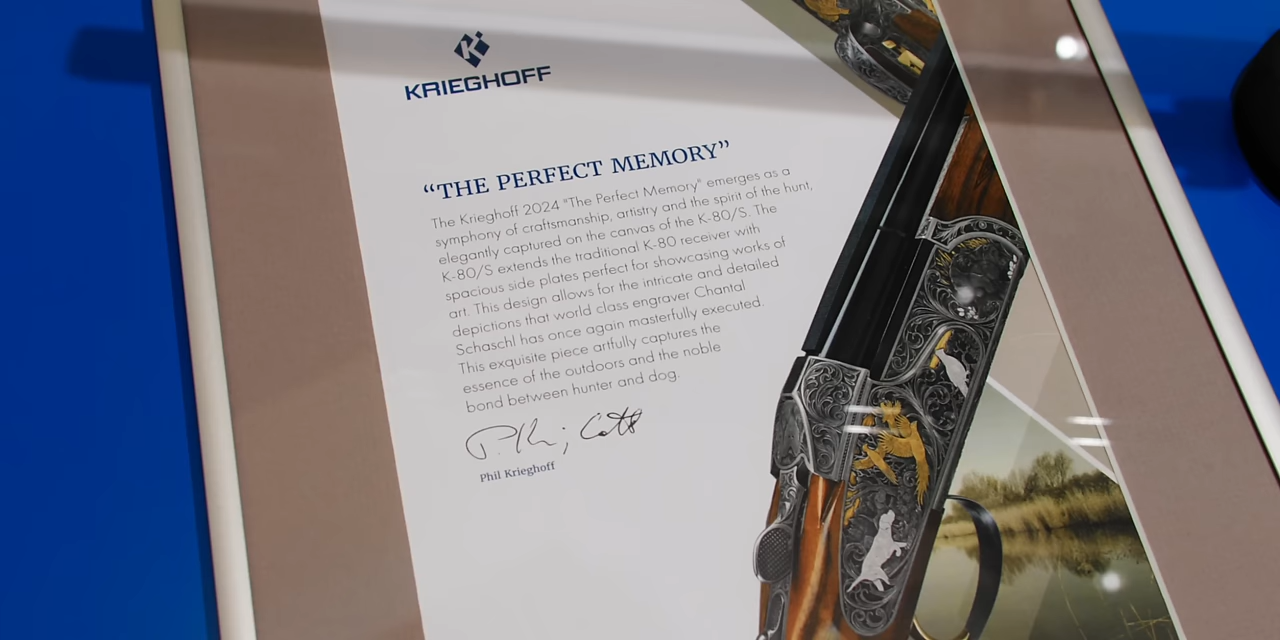 KRIEGHOFF
“THE PERFECT MEMORY”
The Krieghoff 2024 "The Perfect Memory" emerges as a
symphony of craftsmanship, artistry and the spirit of the hunt,
elegantly captured on the canvas of the K-80/S. The
K-80/S extends the traditional K-80 receiver with
spacious side plates perfect for showcasing works of
art. This design allows for the intricate and detailed
depictions that world class engraver Chantal
Schaschl has once again masterfully executed.
This exquisite piece artfully captures the
essence of the outdoors and the noble
bond between hunter and dog.
Phil Krieghoff